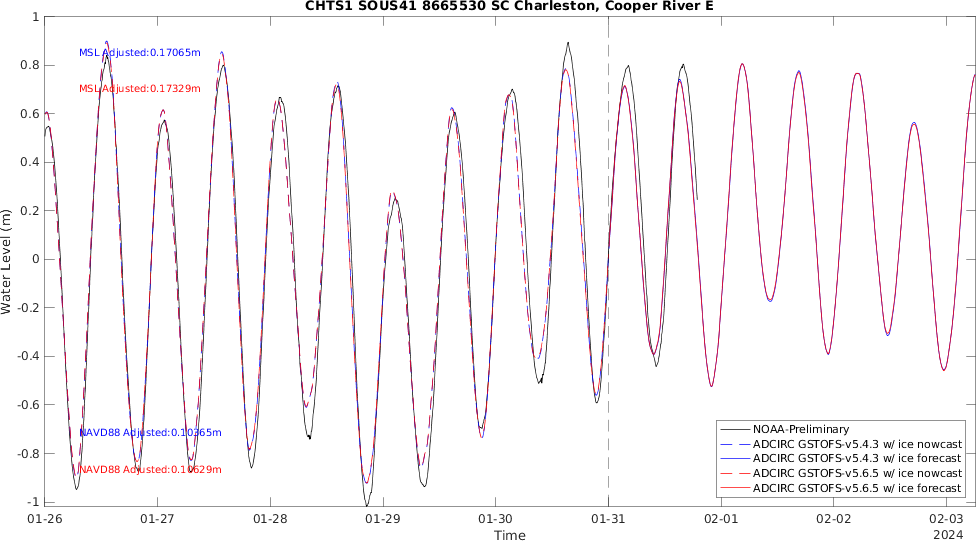 CHTS1 SOUS41 8665530 SC Charleston, Cooper River E
1
MSL Adjusted:0.17065m
0.8
MSL Adjusted:0.17329m
0.6
0.4
0.2
Water Level (m)
0
-0.2
-0.4
-0.6
NAVD88 Adjusted:0.10365m
-0.8
NAVD88 Adjusted:0.10629m
-1
NOAA-Preliminary
ADCIRC GSTOFS-v5.4.3 w/ ice nowcast
ADCIRC GSTOFS-v5.4.3 w/ ice forecast
ADCIRC GSTOFS-v5.6.5 w/ ice nowcast
ADCIRC GSTOFS-v5.6.5 w/ ice forecast
01-26 01-27 01-28 01-29 01-30 01-31 02-01 02-02 02-03
Time
2024